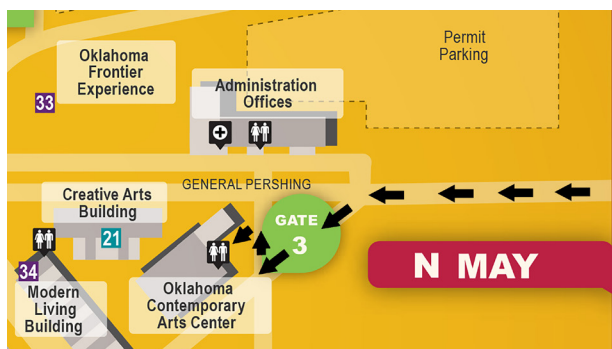 Permit
Parking
Oklahoma
Frontier
Experience
33
Administration
Offices
GENERAL PERSHING
Creative Arts
Building
21
GATE
3
34
Modern
Living
Building
Oklahoma
Contemporary
Arts Center
N MAY